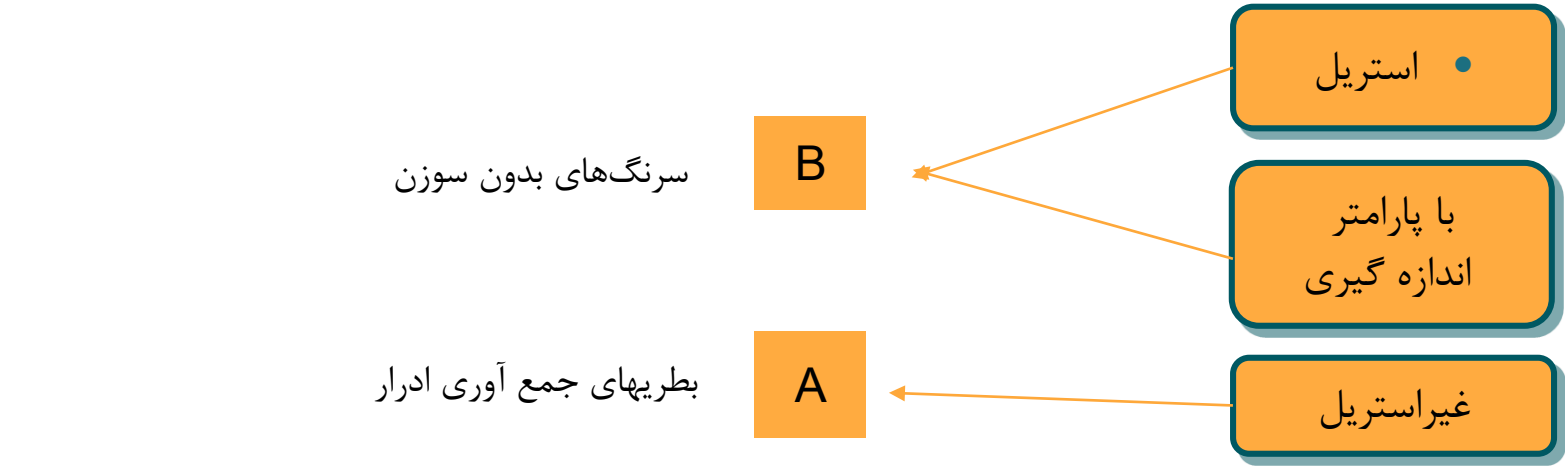 • استریل
B
سرنگ‌های بدون سوزن
با پارامتر
اندازه گیری
غیراستریل
A
بطریهای جمع آوری ادرار